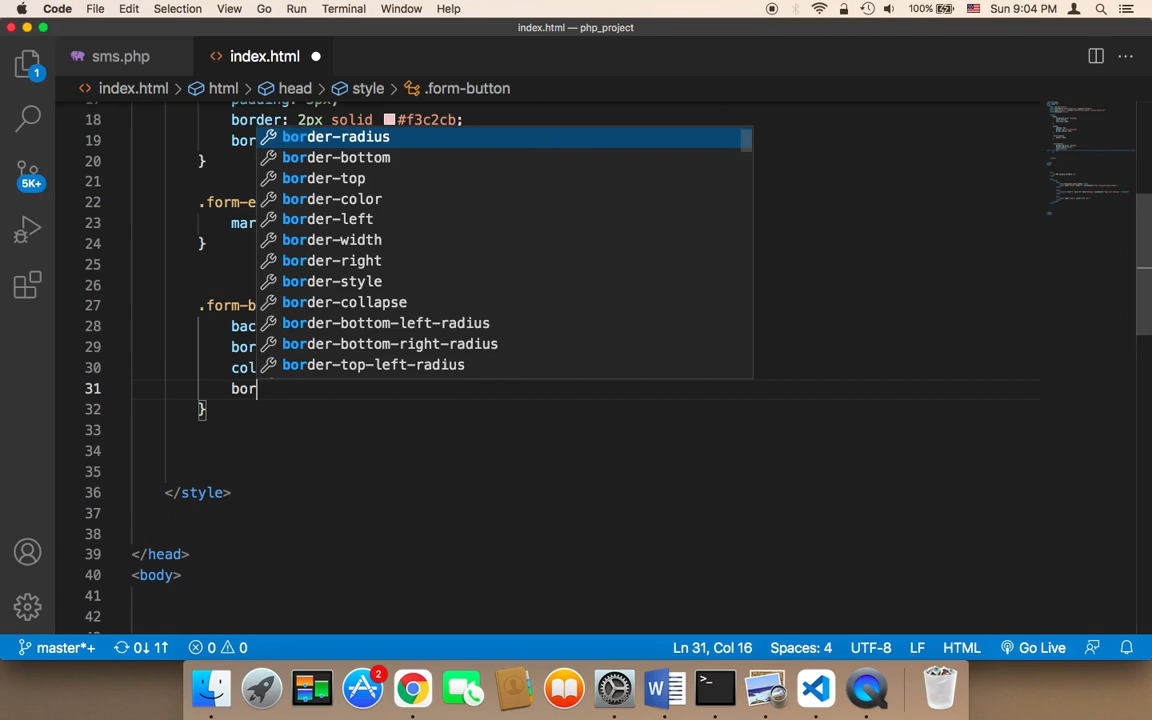 Code File Edit Selection View Go Run Terminal Window Help 100% Sun 9:04 PM
index.html — php_project
1 sms.php index.html
index.html > html > head > style > .form-button
18 border: 2px solid #f3c2cb;
19 bor
border-radius
20 }
border-bottom
21
border-top
22 .form-e
border-color
23 mar
border-left
24 }
border-width
25
border-right
26
border-style
27 .form-b
border-collapse
28 bac
border-bottom-left-radius
29 bor
border-bottom-right-radius
30 col
border-top-left-radius
31 bor
32 }
33
34
35
36 </style>
37
38
39 </head>
40 <body>
41
42
5K+
master*+ 0↓ 1↑ 0 0 Ln 31, Col 16 Spaces: 4 UTF-8 LF HTML Go Live
2